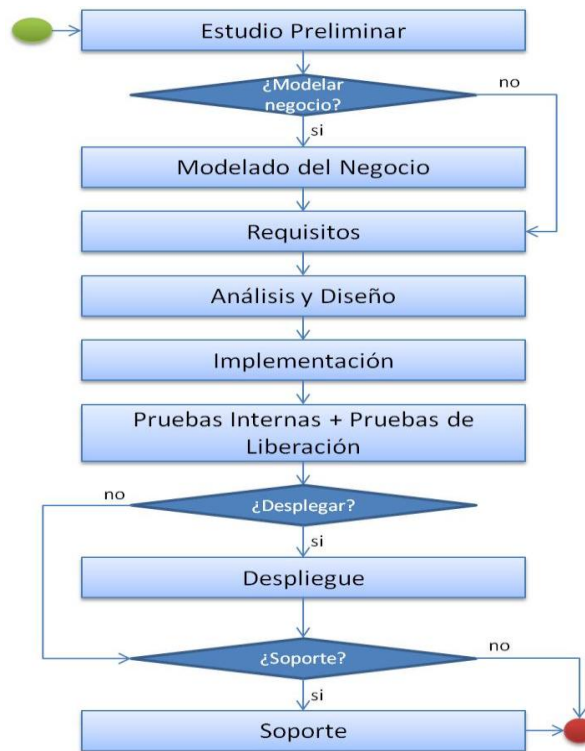 Estudio Preliminar
¿Modelar
negocio?
no
si
Modelado del Negocio
Requisitos
Análisis y Diseño
Implementación
Pruebas Internas + Pruebas de
Liberación
no
¿Desplegar?
si
Despliegue
¿Soporte?
no
si
Soporte